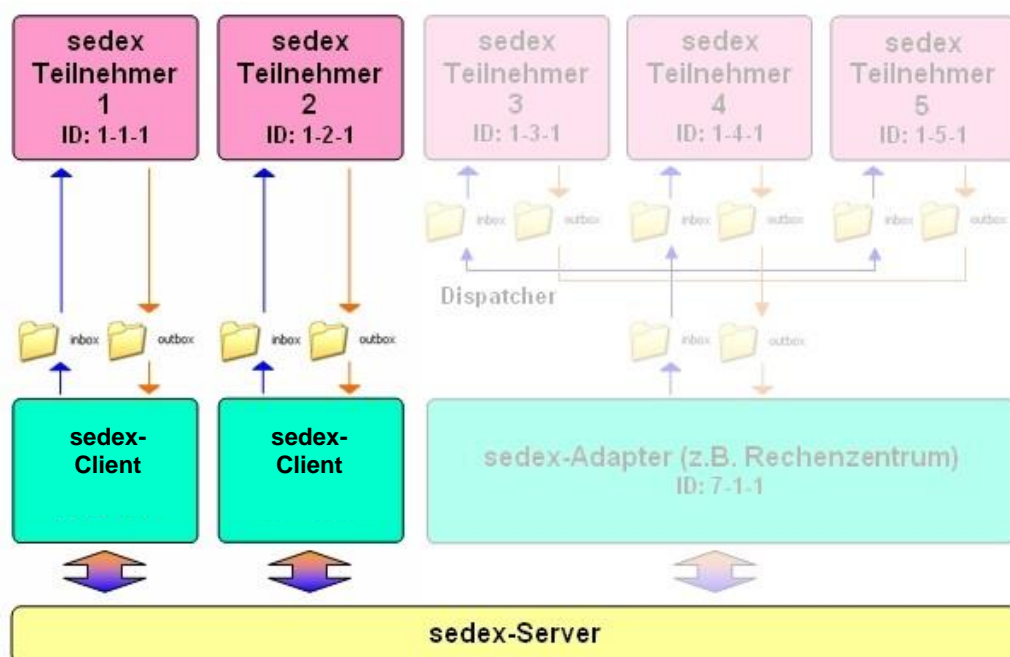 sedex
Teilnehmer
1
ID: 1-1-1
sedex
Teilnehmer
2
ID: 1-2-1
sedex
Teilnehmer
3
ID: 1-3-1
sedex
Teilnehmer
4
ID: 1-4-1
sedex
Teilnehmer
5
ID: 1-5-1
inbox
outbox
inbox
outbox
inbox
outbox
Dispatcher
inbox
outbox
inbox
outbox
inbox
outbox
sedex-
Client
sedex-
Client
sedex-Adapter (z.B. Rechenzentrum)
ID: 7-1-1
sedex-Server